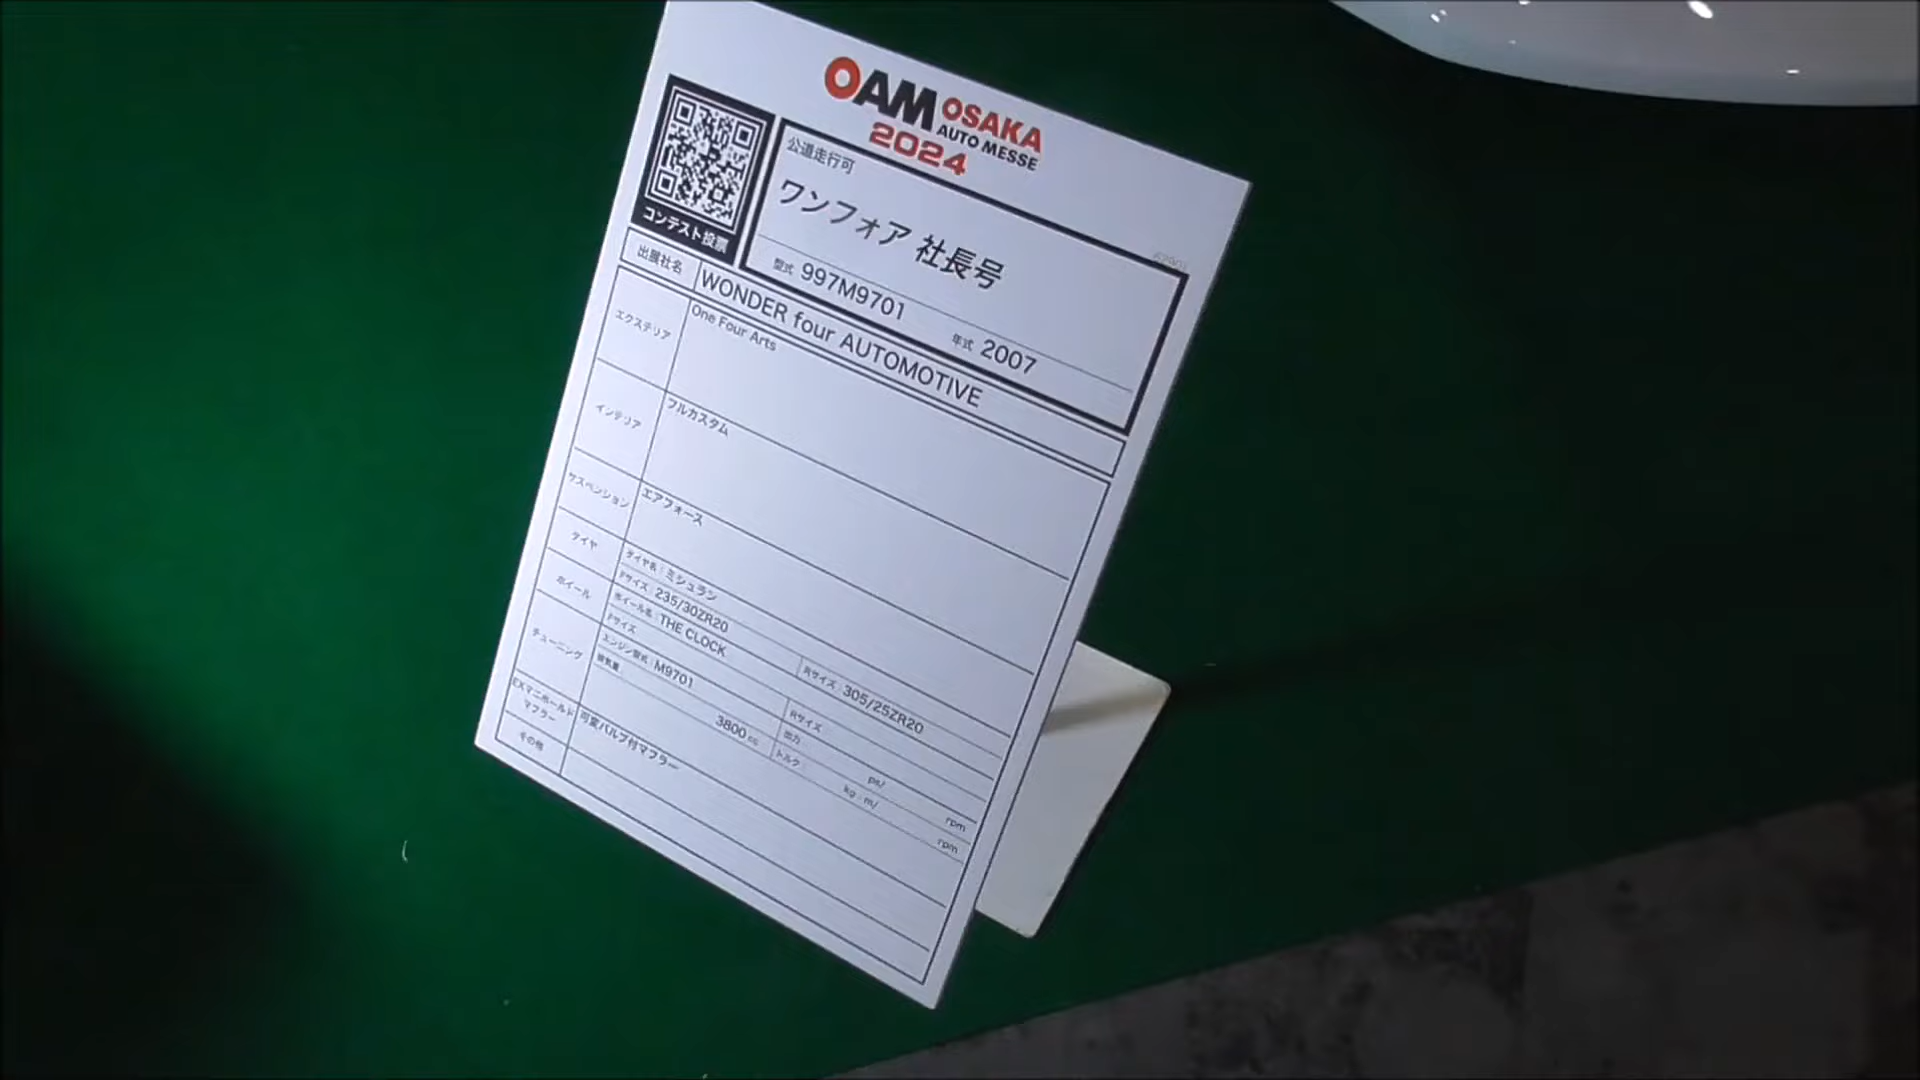 OAM OSAKA
AUTO MESSE
2024
コンテスト投票
公道走行可
ワンフォア 社長号
型式 997M9701 年式 2007
出展社名 WONDER four AUTOMOTIVE
エクステリア One Four Arts
インテリア フルカスタム
サスペンション エアフォース
タイヤ タイヤ名：ミシュラン
Fサイズ 235/30ZR20 Rサイズ 305/25ZR20
ホイール ホイール名：THE CLOCK
Fサイズ Rサイズ
チューニング エンジン型式：M9701 出力 ps/ rpm
排気量 3800 cc トルク kg・m/ rpm
EXマニホールド
マフラー 可変バルブ付マフラー
その他